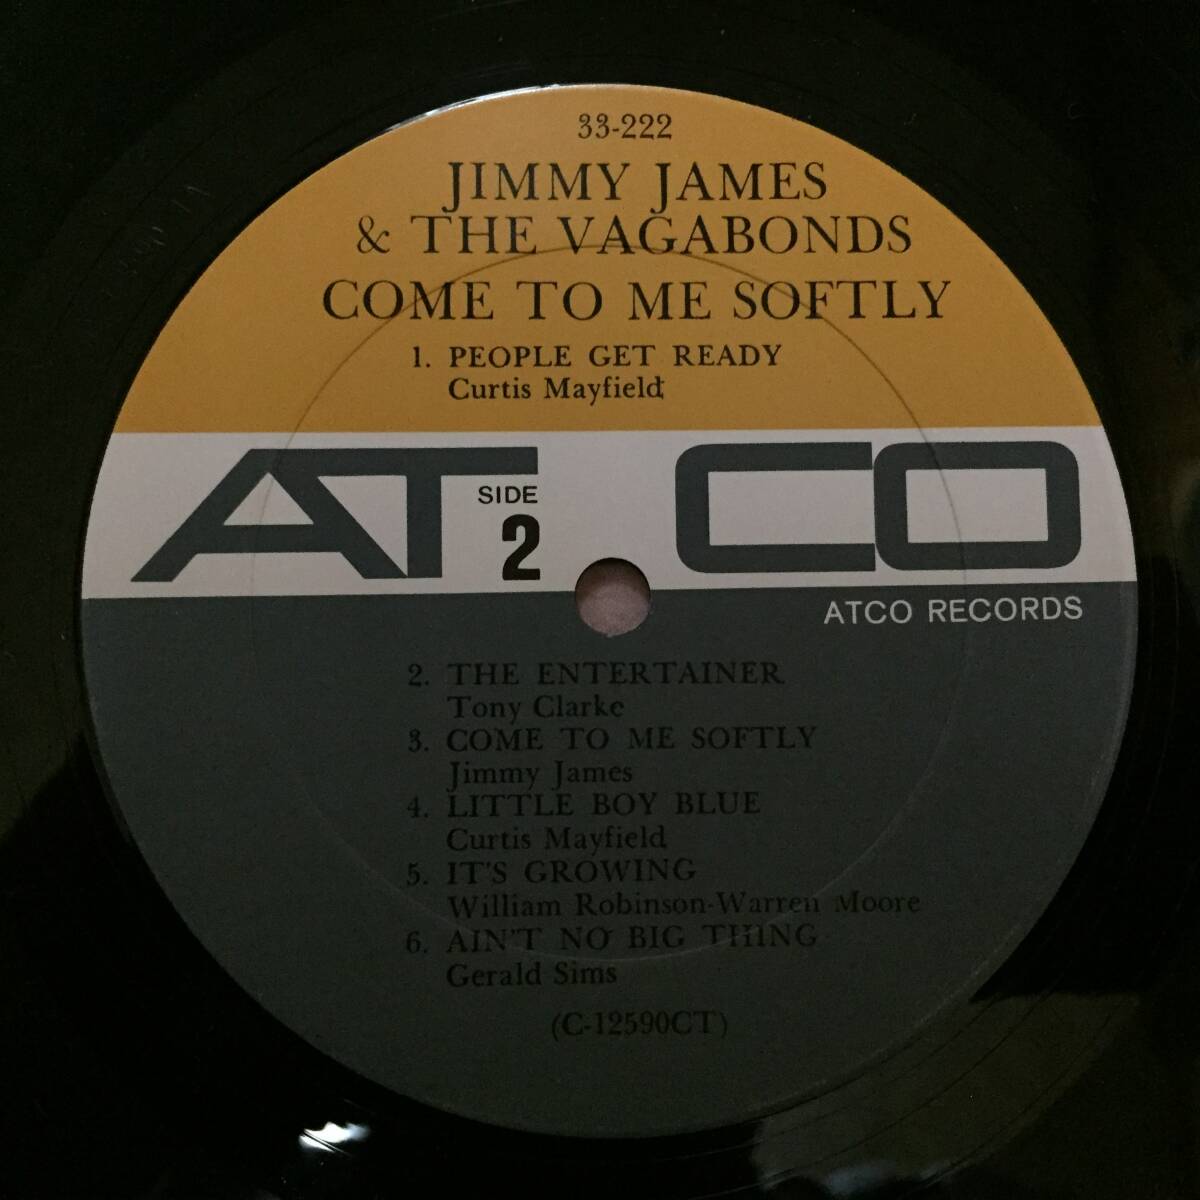 33-222
JIMMY JAMES
& THE VAGABONDS
COME TO ME SOFTLY
1. PEOPLE GET READY
Curtis Mayfield
ATCO
SIDE
2
ATCO RECORDS
2. THE ENTERTAINER
Tony Clarke
3. COME TO ME SOFTLY
Jimmy James
4. LITTLE BOY BLUE
Curtis Mayfield
5. IT'S GROWING
William Robinson-Warren Moore
6. AIN'T NO BIG THING
Gerald Sims
(C-12590CT)